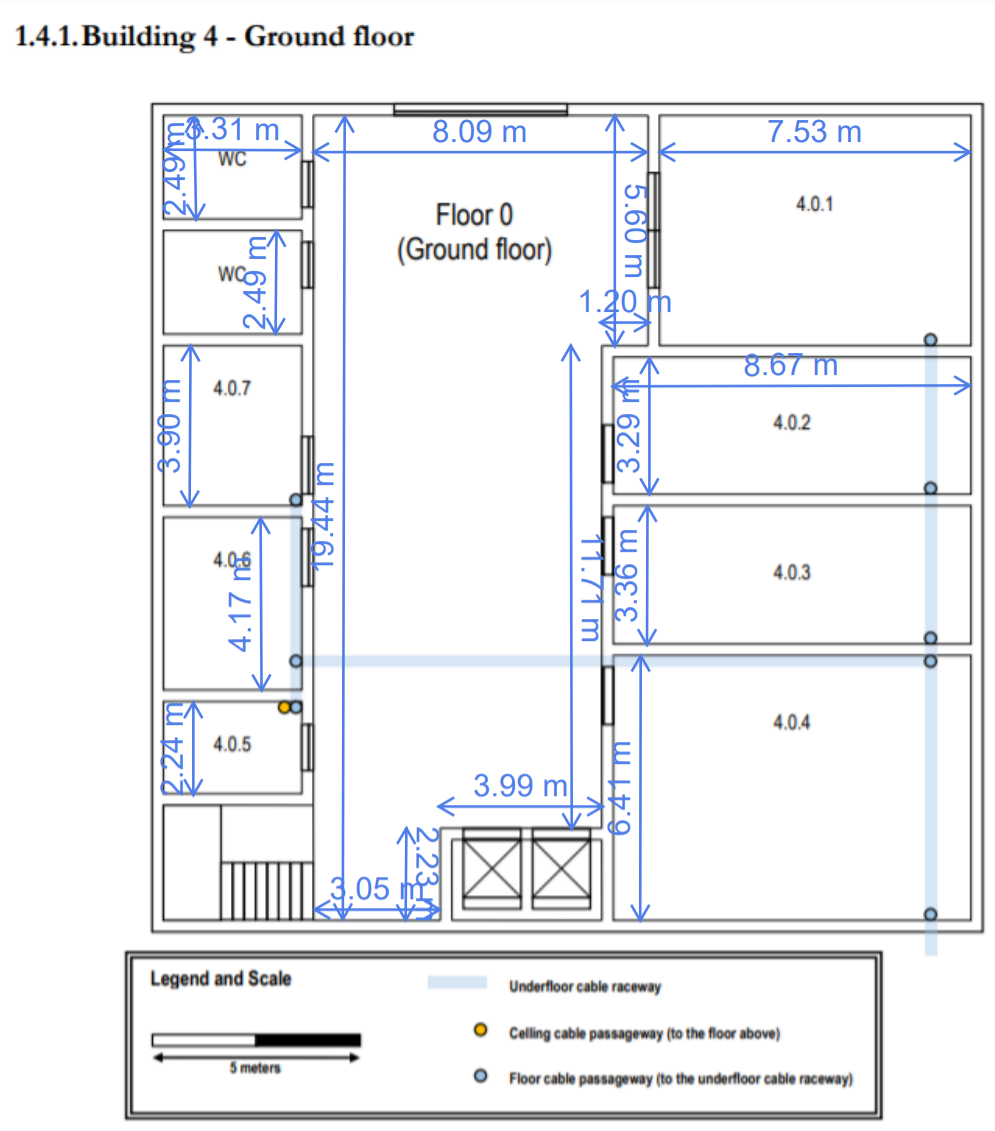 1.4.1. Building 4 - Ground floor
3.31 m
8.09 m
7.53 m
2.49 m
WC
4.0.1
5.60 m
Floor 0
(Ground floor)
WC
2.49 m
1.20 m
8.67 m
4.0.7
3.90 m
3.29 m
4.0.2
19.44 m
4.0.6
4.17 m
11.71 m
3.36 m
4.0.3
4.0.4
2.24 m
4.0.5
3.99 m
6.41 m
2.23 m
3.05 m
Legend and Scale
5 meters
Underfloor cable raceway
Celling cable passageway (to the floor above)
Floor cable passageway (to the underfloor cable raceway)